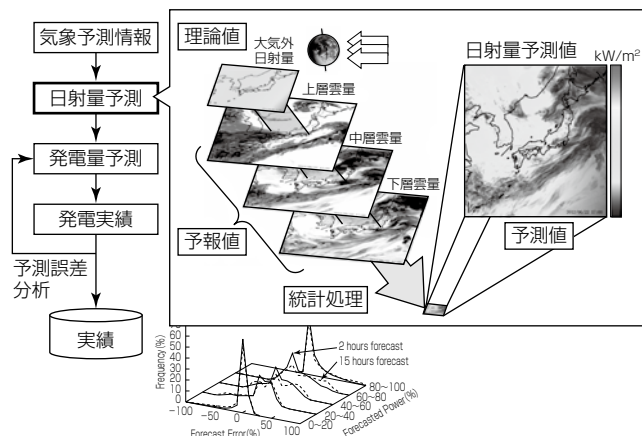 気象予測情報
日射量予測
発電量予測
発電実績
予測誤差
分析
実績
理論値
大気外
日射量
上層雲量
中層雲量
下層雲量
予報値
統計処理
日射量予測値
kW/m²
予測値
Frequency(%)
60
50
40
30
20
10
0
-100
-50
0
50
100
Forecast Error(%)
2 hours forecast
15 hours forecast
80~100
60~80
40~60
20~40
0~20
Forecasted Power(%)